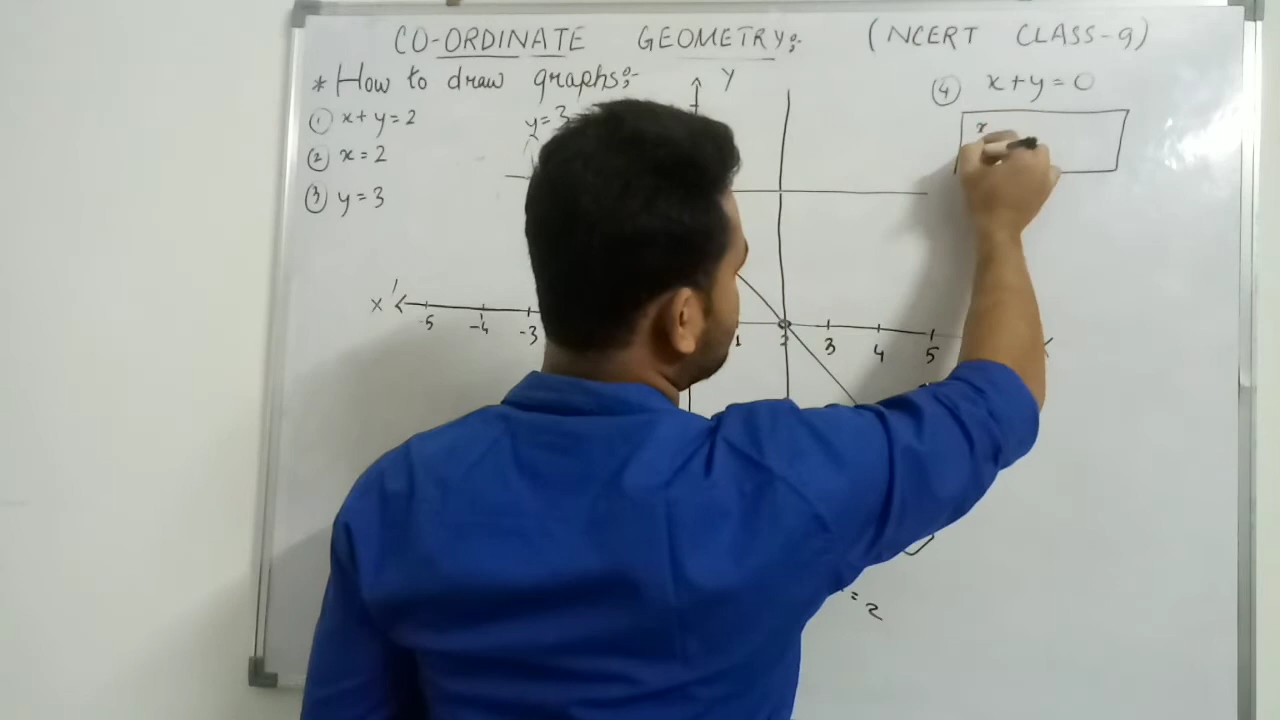 CO-ORDINATE GEOMETRY:
(NCERT CLASS-9)
* How to draw graphs:-
① x + y = 2
② x = 2
③ y = 3
y = 3
Y
④ x + y = 0
x
X'
-5 -4 -3 1 2 3 4 5
= 2